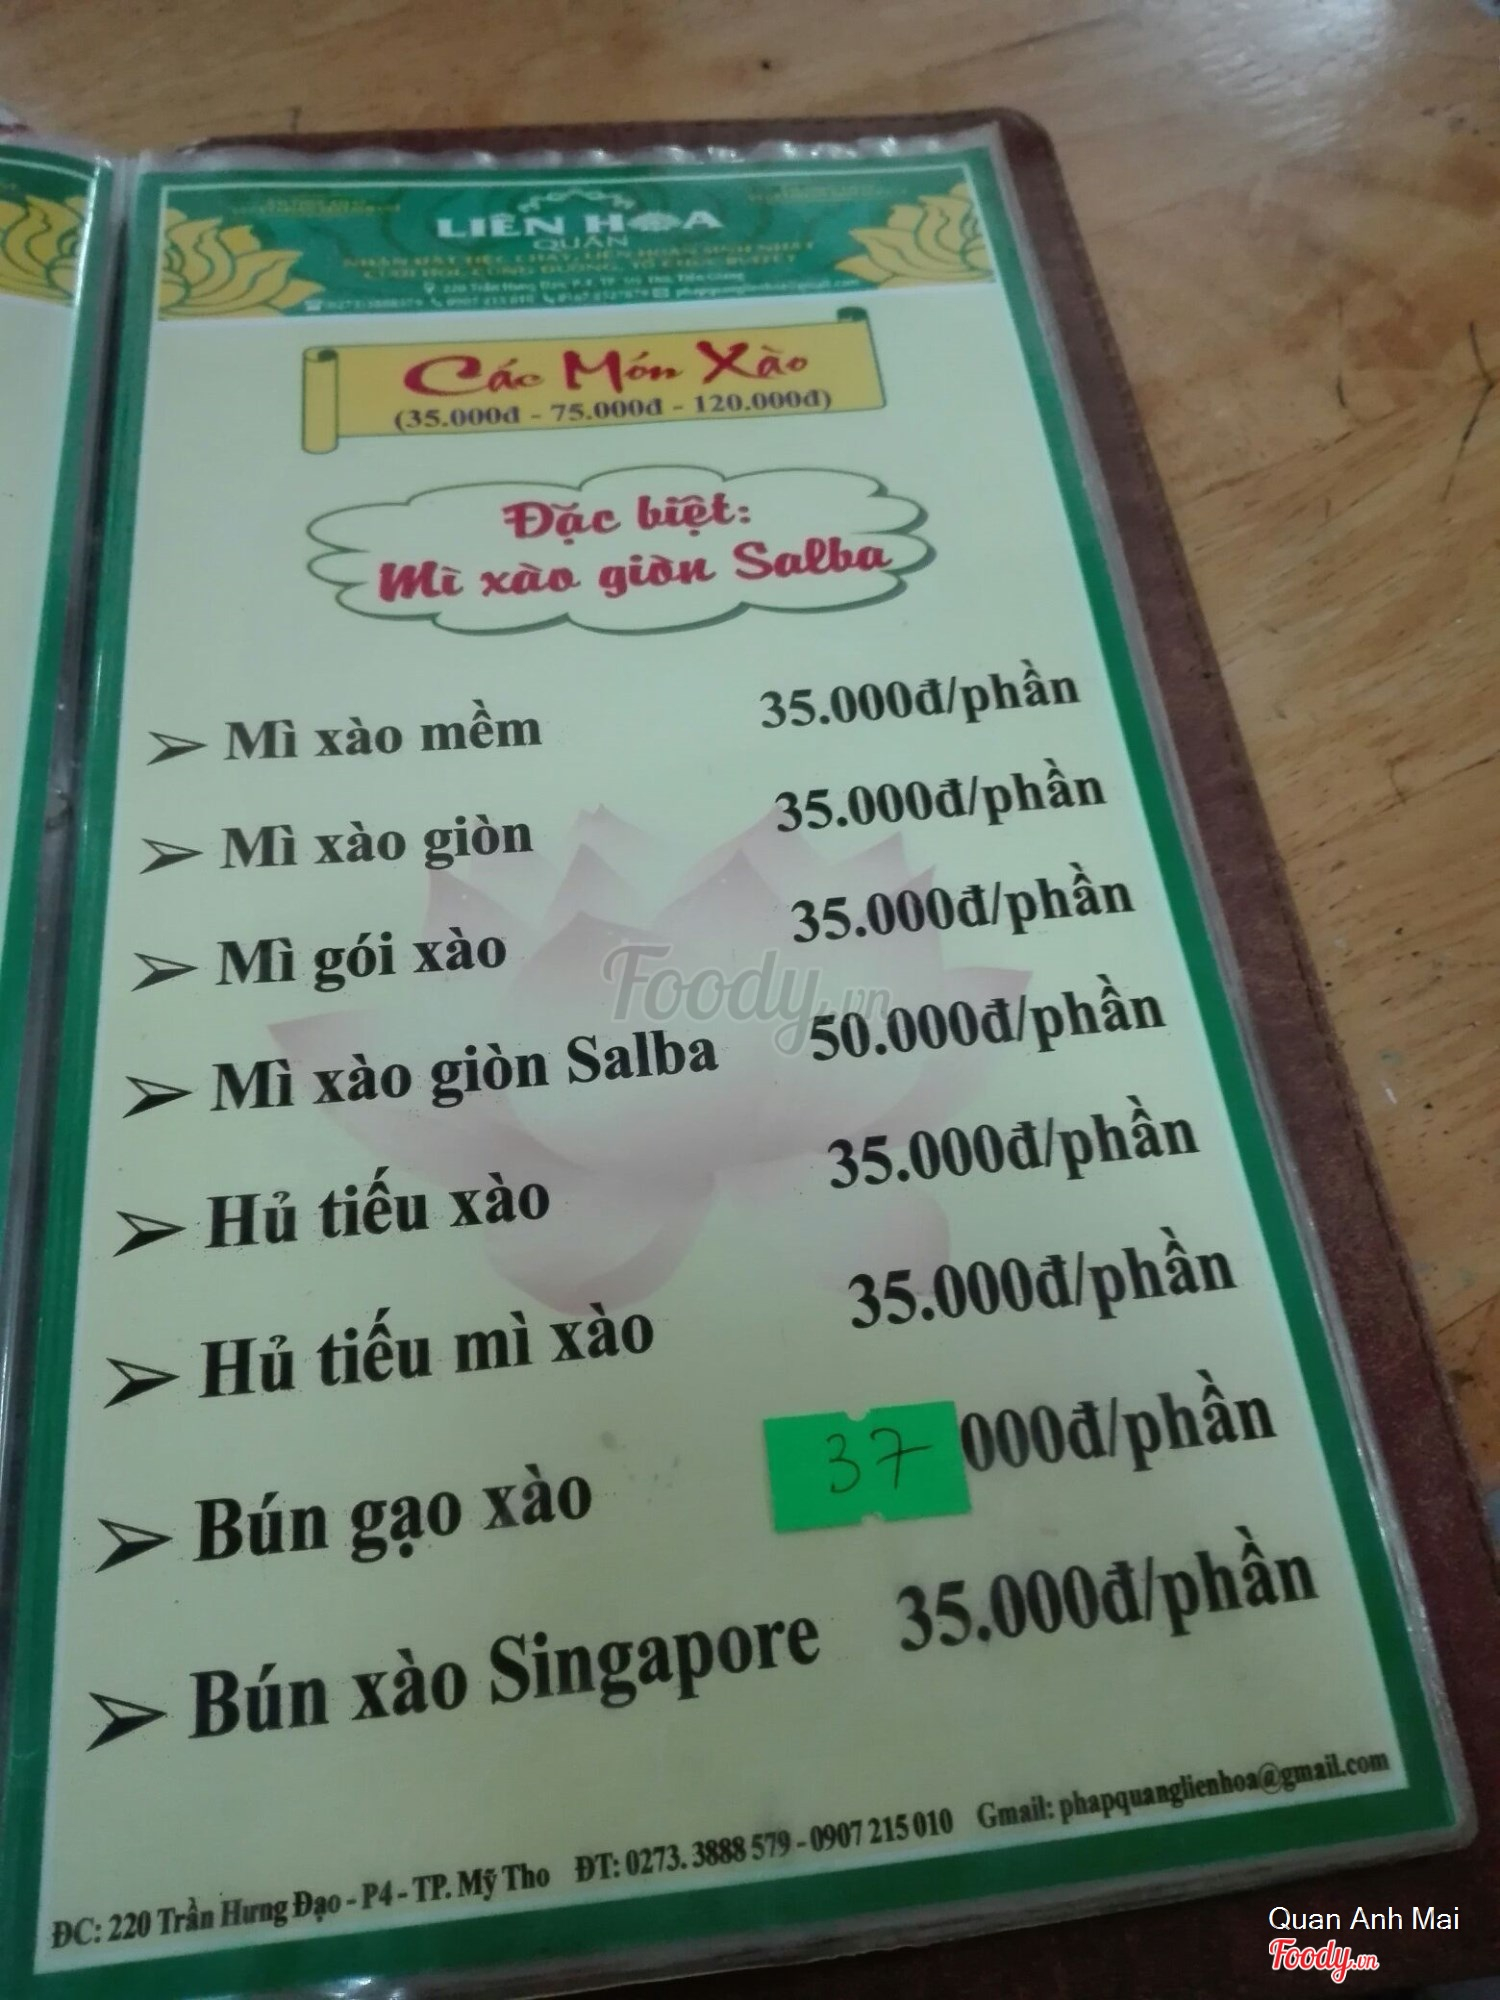 LIÊN HOA
QUÁN
Các Món Xào
(35.000đ - 75.000đ - 120.000đ)
Đặc biệt:
Mì xào giòn Salba
Mì xào mềm 35.000đ/phần
Mì xào giòn 35.000đ/phần
Mì gói xào 35.000đ/phần
Mì xào giòn Salba 50.000đ/phần
Hủ tiếu xào 35.000đ/phần
Hủ tiếu mì xào 35.000đ/phần
Bún gạo xào 37 000đ/phần
Bún xào Singapore 35.000đ/phần
ĐC: 220 Trần Hưng Đạo - P4 - TP. Mỹ Tho ĐT: 0273. 3888 579 - 0907 215 010 Gmail: phapquanglienhoa@gmail.com
Foody.vn
Quan Anh Mai
Foody.vn